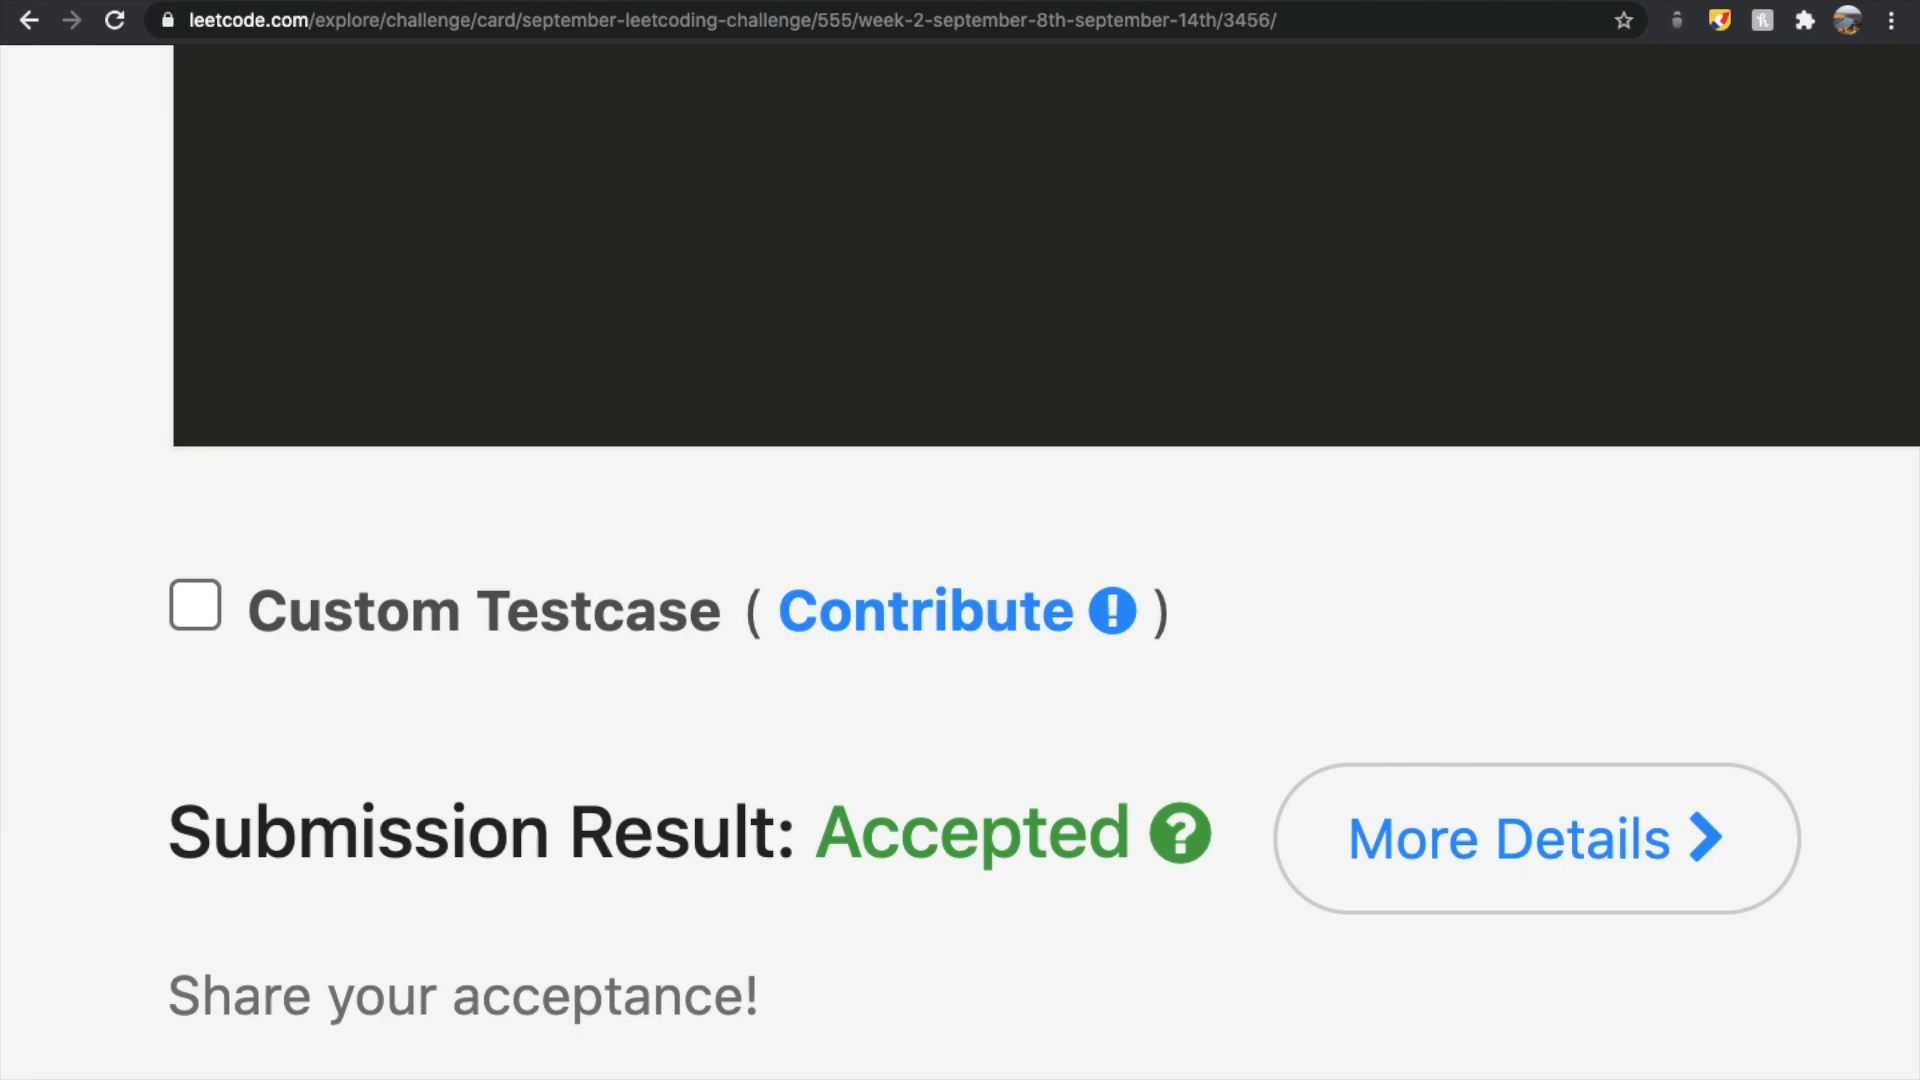 leetcode.com/explore/challenge/card/september-leetcoding-challenge/555/week-2-september-8th-september-14th/3456/
Custom Testcase ( Contribute ! )
Submission Result: Accepted ? More Details
Share your acceptance!